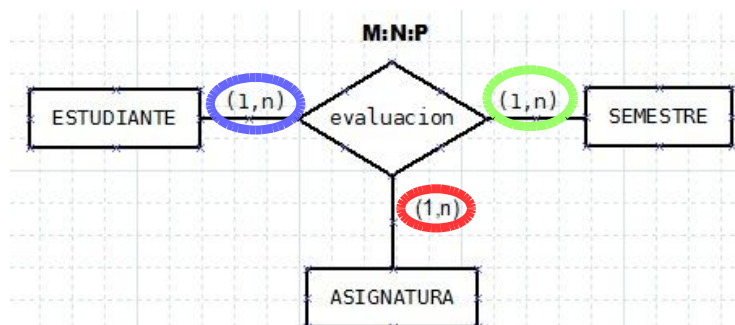 M:N:P
ESTUDIANTE (1,n) evaluacion (1,n) SEMESTRE
(1,n)
ASIGNATURA